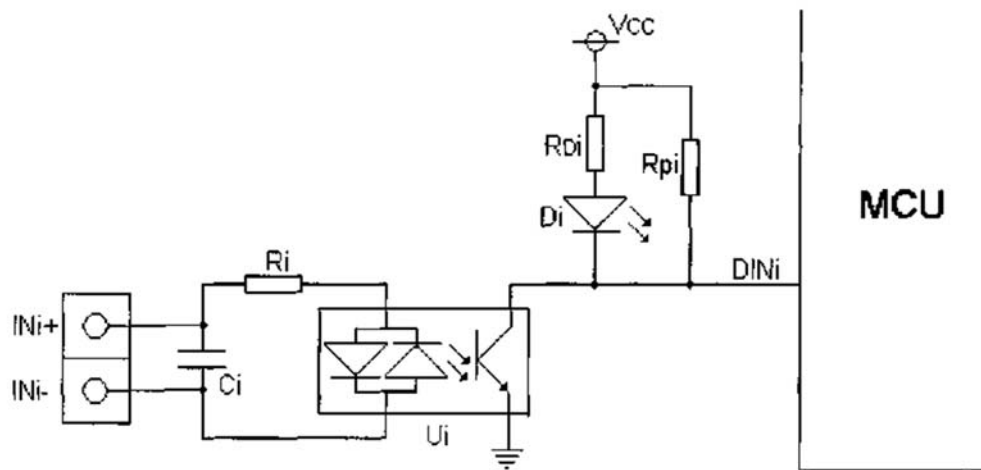 Vcc
RDi
Rpi
Di
MCU
DINi
Ri
INi+
INi-
Ci
Ui